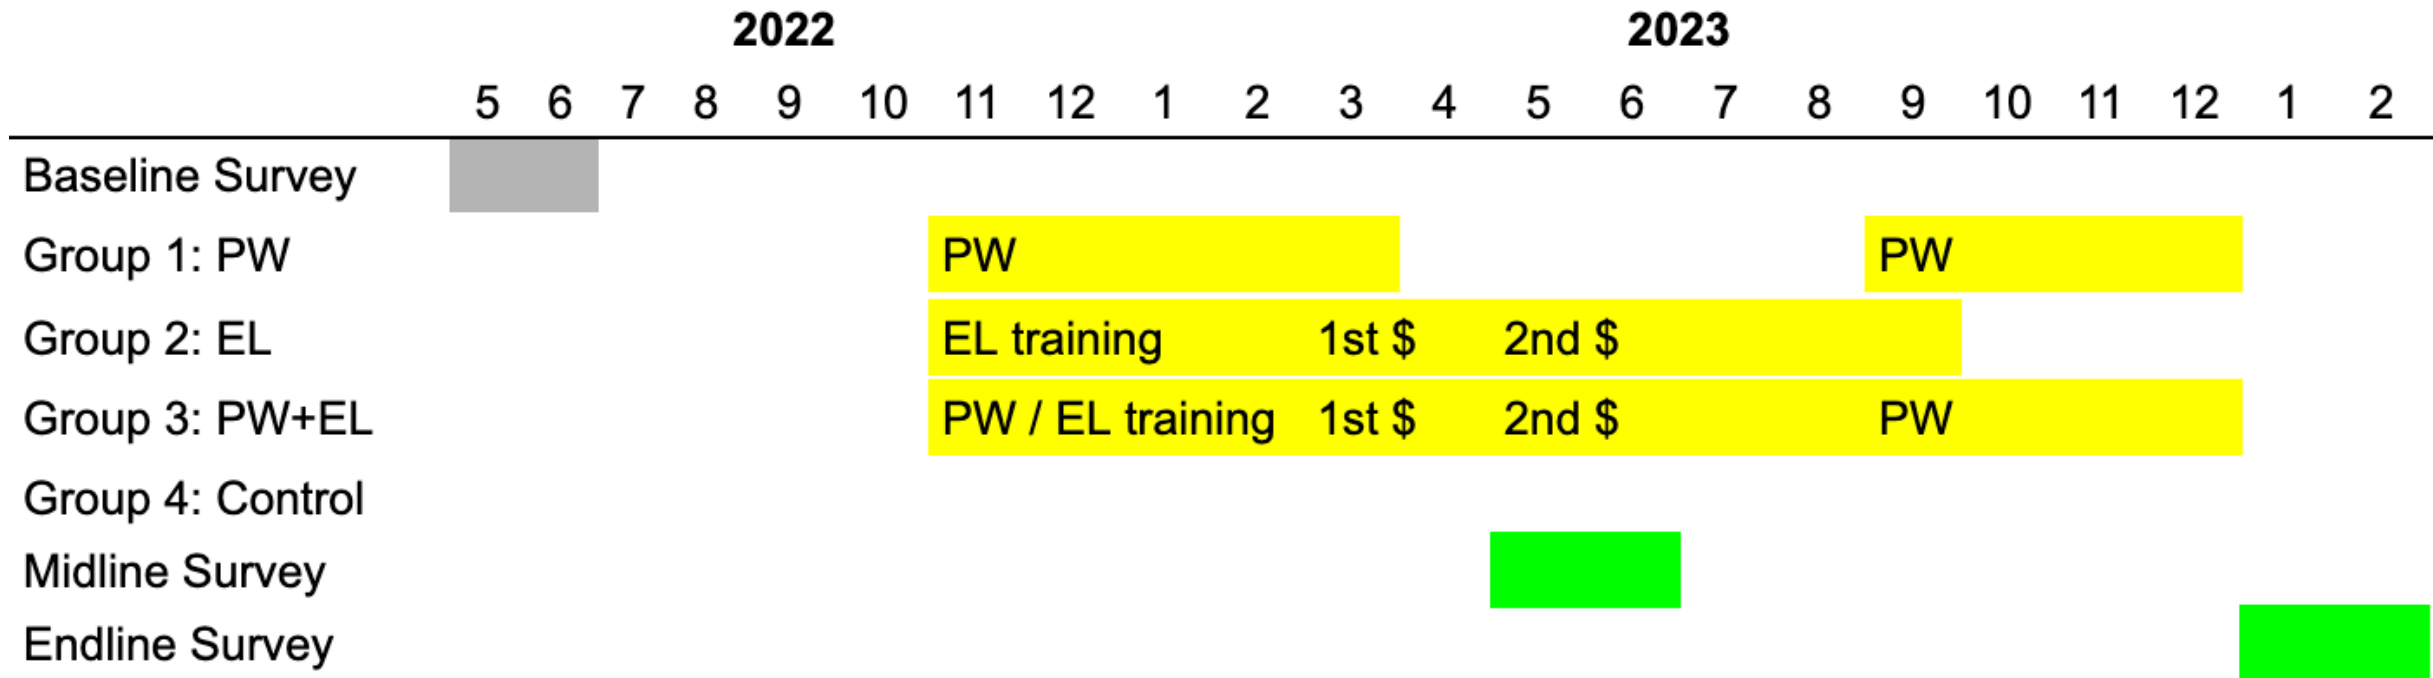 2022 2023
5 6 7 8 9 10 11 12 1 2 3 4 5 6 7 8 9 10 11 12 1 2
Baseline Survey
Group 1: PW PW PW
Group 2: EL EL training 1st $ 2nd $
Group 3: PW+EL PW / EL training 1st $ 2nd $ PW
Group 4: Control
Midline Survey
Endline Survey